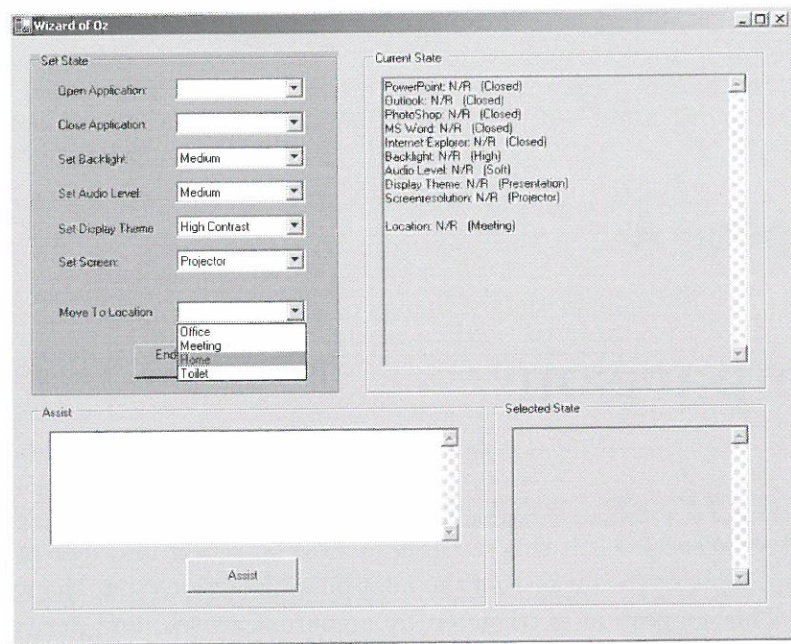 Wizard of Oz
Set State
Open Application:
Close Application:
Set Backlight: Medium
Set Audio Level: Medium
Set Display Theme High Contrast
Set Screen: Projector
Move To Location
Office
Meeting
Home
Toilet
End
Current State
PowerPoint: N/R (Closed)
Outlook: N/R (Closed)
PhotoShop: N/R (Closed)
MS Word: N/R (Closed)
Internet Explorer: N/R (Closed)
Backlight: N/R (High)
Audio Level: N/R (Soft)
Display Theme: N/R (Presentation)
Screenresolution: N/R (Projector)
Location: N/R (Meeting)
Assist
Assist
Selected State